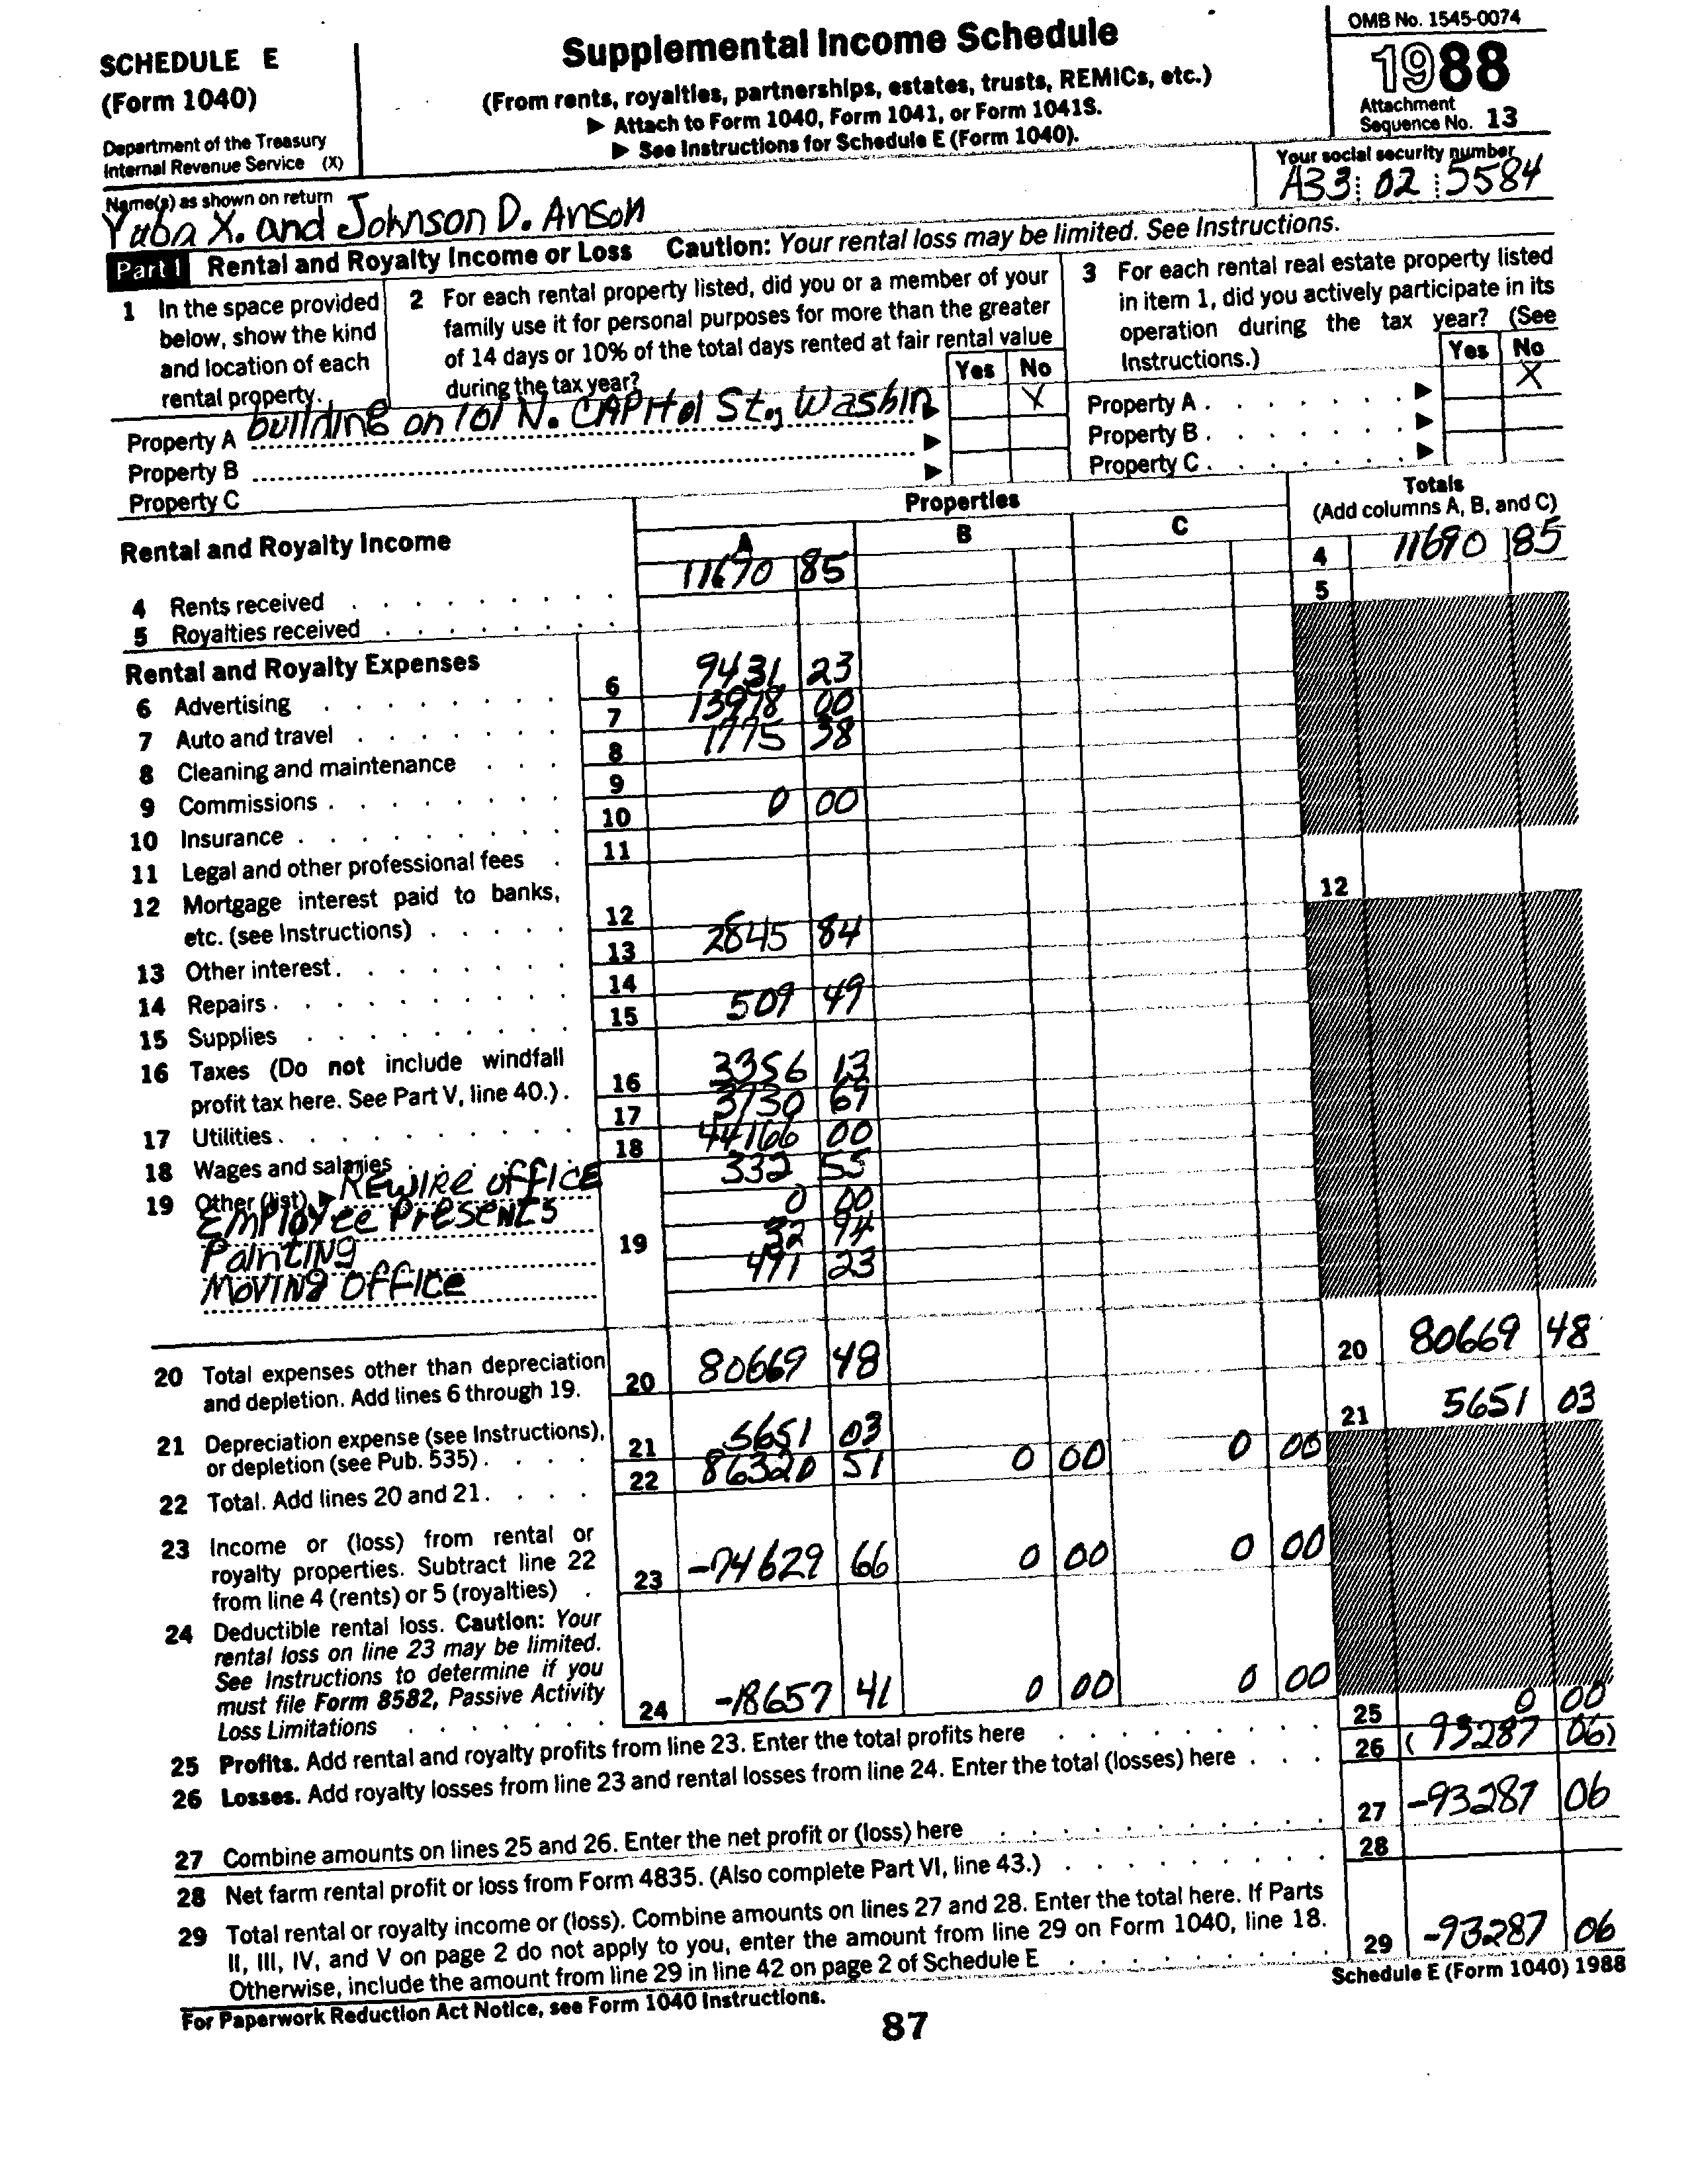 SCHEDULE E
(Form 1040)
Department of the Treasury
Internal Revenue Service (X)
Supplemental Income Schedule
(From rents, royalties, partnerships, estates, trusts, REMICs, etc.)
▶ Attach to Form 1040, Form 1041, or Form 1041S.
▶ See Instructions for Schedule E (Form 1040).
OMB No. 1545-0074
1988
Attachment
Sequence No. 13
Name(s) as shown on return
Yuba X. and Johnson D. Anson
Your social security number
A33 02 5584
Part I Rental and Royalty Income or Loss Caution: Your rental loss may be limited. See Instructions.
1 In the space provided
below, show the kind
and location of each
rental property.
2 For each rental property listed, did you or a member of your
family use it for personal purposes for more than the greater
of 14 days or 10% of the total days rented at fair rental value
during the tax year?
Yes No
X
3 For each rental real estate property listed
in item 1, did you actively participate in its
operation during the tax year? (See
Instructions.)
Yes No
X
Property A building on 101 N. CAPITol St., Washin ▶
Property B ▶
Property C ▶
Property A . . . . . . . ▶
Property B . . . . . . . ▶
Property C . . . . . . . ▶
Rental and Royalty Income
Properties
A B C
Totals
(Add columns A, B, and C)
4 Rents received 11690 85 4 11690 85
5 Royalties received 5
Rental and Royalty Expenses
6 Advertising 6 9431 23
7 Auto and travel 7 13998 00
8 Cleaning and maintenance 8 1775 38
9 Commissions 9
10 Insurance 10 0 00
11 Legal and other professional fees 11
12 Mortgage interest paid to banks,
etc. (see Instructions) 12 12
13 Other interest 13 2845 84
14 Repairs 14
15 Supplies 15 509 49
16 Taxes (Do not include windfall
profit tax here. See Part V, line 40.) 16 3356 13
17 Utilities 17 3730 67
18 Wages and salaries 18 44166 00
19 Other (list) ▶ REWIRE OFFICE 332 55
EMPloYee PreSENTS 0 00
PaINTING 19 32 94
MOVING OFFICE 491 23
20 Total expenses other than depreciation
and depletion. Add lines 6 through 19. 20 80669 48 20 80669 48
21 Depreciation expense (see Instructions),
or depletion (see Pub. 535) 21 5651 03 21 5651 03
22 Total. Add lines 20 and 21 22 86320 51 0 00 0 00
23 Income or (loss) from rental or
royalty properties. Subtract line 22
from line 4 (rents) or 5 (royalties) 23 -74629 66 0 00 0 00
24 Deductible rental loss. Caution: Your
rental loss on line 23 may be limited.
See Instructions to determine if you
must file Form 8582, Passive Activity
Loss Limitations 24 -18657 41 0 00 0 00
25 Profits. Add rental and royalty profits from line 23. Enter the total profits here 25 0 00
26 Losses. Add royalty losses from line 23 and rental losses from line 24. Enter the total (losses) here 26 (93287 06)
27 Combine amounts on lines 25 and 26. Enter the net profit or (loss) here 27 -93287 06
28 Net farm rental profit or loss from Form 4835. (Also complete Part VI, line 43.) 28
29 Total rental or royalty income or (loss). Combine amounts on lines 27 and 28. Enter the total here. If Parts
II, III, IV, and V on page 2 do not apply to you, enter the amount from line 29 on Form 1040, line 18.
Otherwise, include the amount from line 29 in line 42 on page 2 of Schedule E 29 -93287 06
For Paperwork Reduction Act Notice, see Form 1040 Instructions.
Schedule E (Form 1040) 1988
87